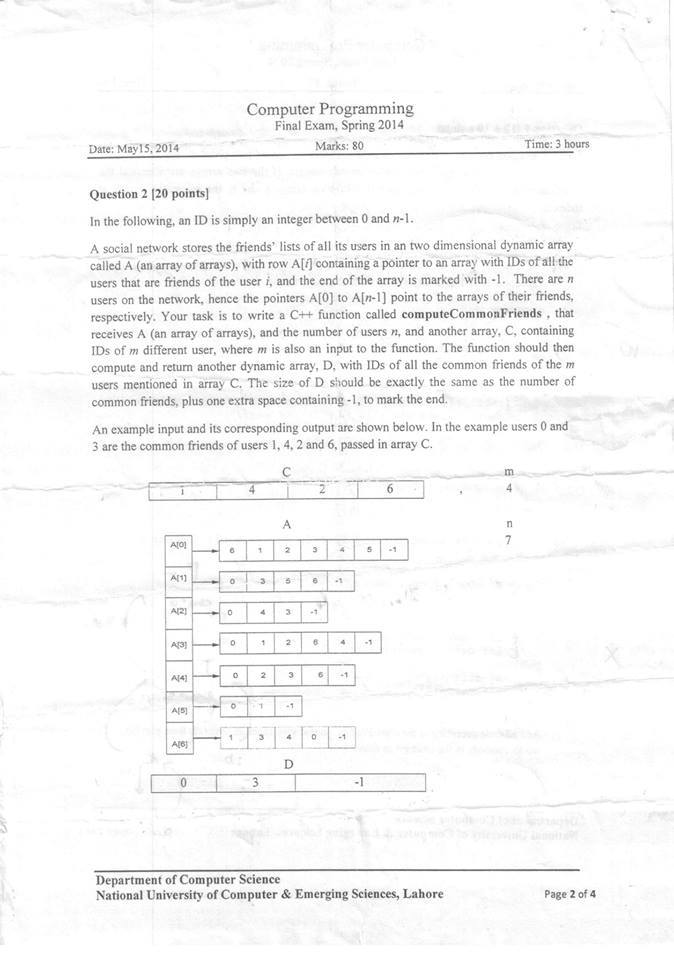 Computer Programming
Final Exam, Spring 2014
Date: May15, 2014 Marks: 80 Time: 3 hours
Question 2 [20 points]
In the following, an ID is simply an integer between 0 and n-1.
A social network stores the friends' lists of all its users in an two dimensional dynamic array
called A (an array of arrays), with row A[i] containing a pointer to an array with IDs of all the
users that are friends of the user i, and the end of the array is marked with -1. There are n
users on the network, hence the pointers A[0] to A[n-1] point to the arrays of their friends,
respectively. Your task is to write a C++ function called computeCommonFriends , that
receives A (an array of arrays), and the number of users n, and another array, C, containing
IDs of m different user, where m is also an input to the function. The function should then
compute and return another dynamic array, D, with IDs of all the common friends of the m
users mentioned in array C. The size of D should be exactly the same as the number of
common friends, plus one extra space containing -1, to mark the end.
An example input and its corresponding output are shown below. In the example users 0 and
3 are the common friends of users 1, 4, 2 and 6, passed in array C.
C m
1 4 2 6 4
A n
7
A[0] 6 1 2 3 4 5 -1
A[1] 0 3 5 6 -1
A[2] 0 4 3 -1
A[3] 0 1 2 6 4 -1
A[4] 0 2 3 6 -1
A[5] 0 1 -1
A[6] 1 3 4 0 -1
D
0 3 -1
Department of Computer Science
National University of Computer & Emerging Sciences, Lahore Page 2 of 4